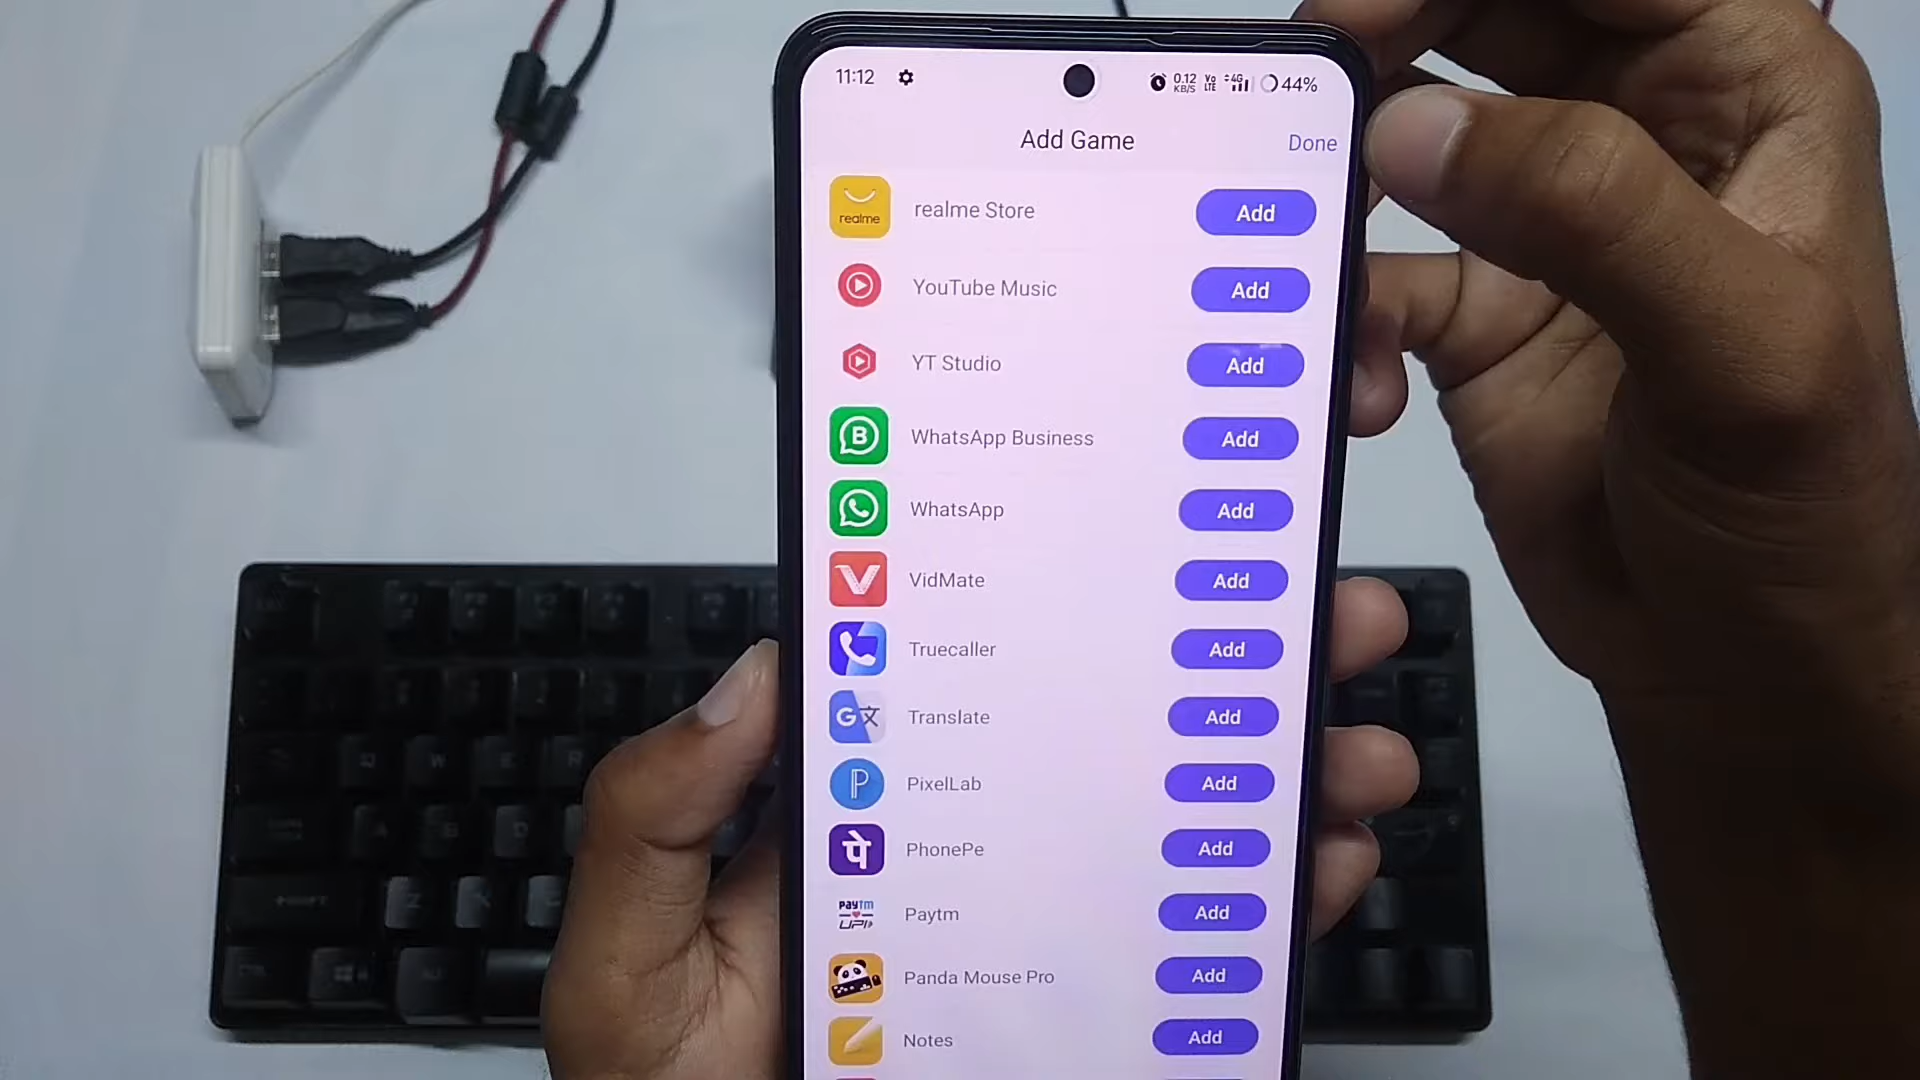 11:12
0.12
KB/S
Vo
LTE
4G
44%
Add Game
Done
realme
realme Store
Add
YouTube Music
Add
YT Studio
Add
B
WhatsApp Business
Add
WhatsApp
Add
VidMate
Add
Truecaller
Add
G文
Translate
Add
P
PixelLab
Add
पे
PhonePe
Add
Paytm
UPI
Paytm
Add
Panda Mouse Pro
Add
Notes
Add
W
E
R
A
D
Z